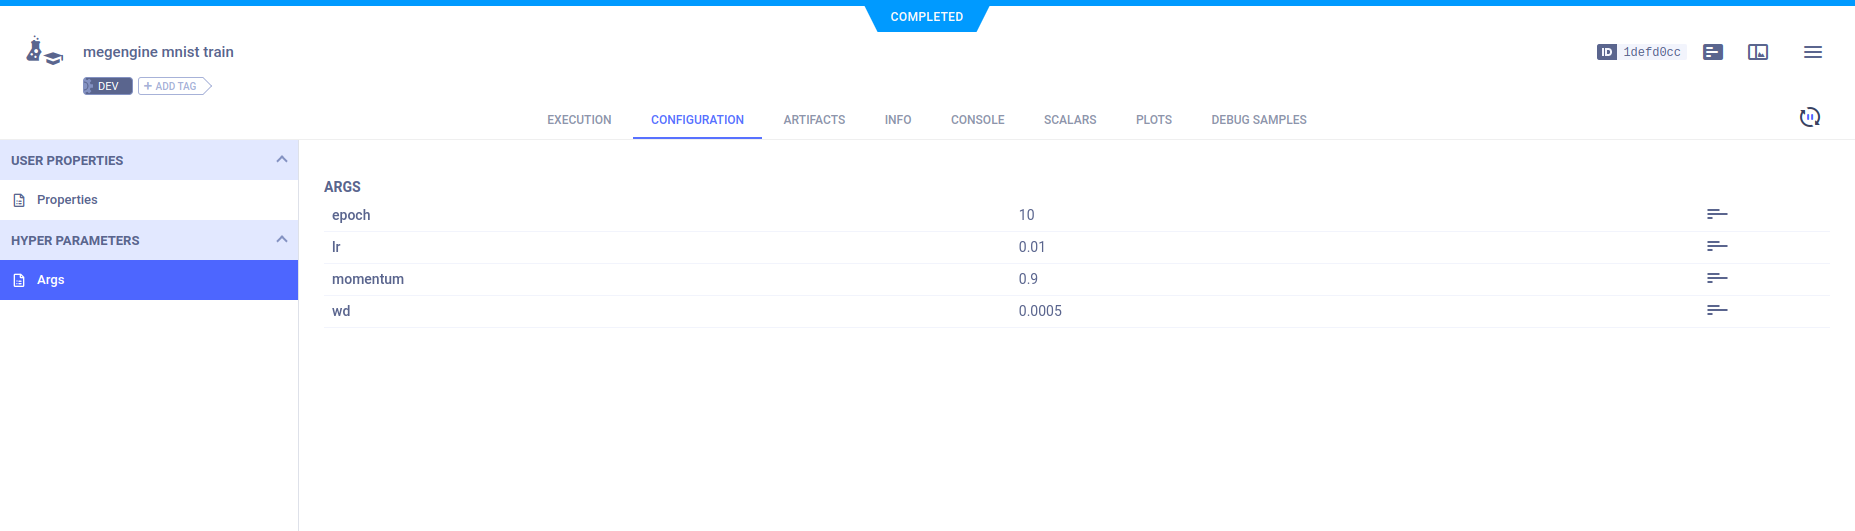 COMPLETED
megengine mnist train
ID 1defd0cc
DEV + ADD TAG
EXECUTION CONFIGURATION ARTIFACTS INFO CONSOLE SCALARS PLOTS DEBUG SAMPLES
USER PROPERTIES
Properties
HYPER PARAMETERS
Args
ARGS
epoch 10
lr 0.01
momentum 0.9
wd 0.0005